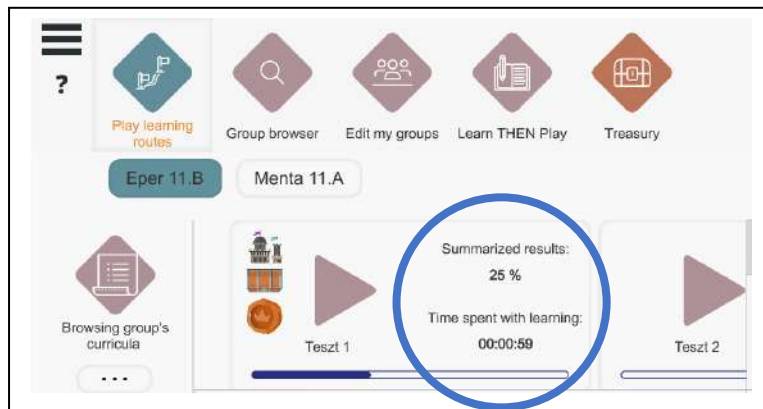 ?
Play learning
routes
Group browser
Edit my groups
Learn THEN Play
Treasury
Eper 11.B
Menta 11.A
Browsing group's
curricula
...
Teszt 1
Summarized results:
25 %
Time spent with learning:
00:00:59
Teszt 2